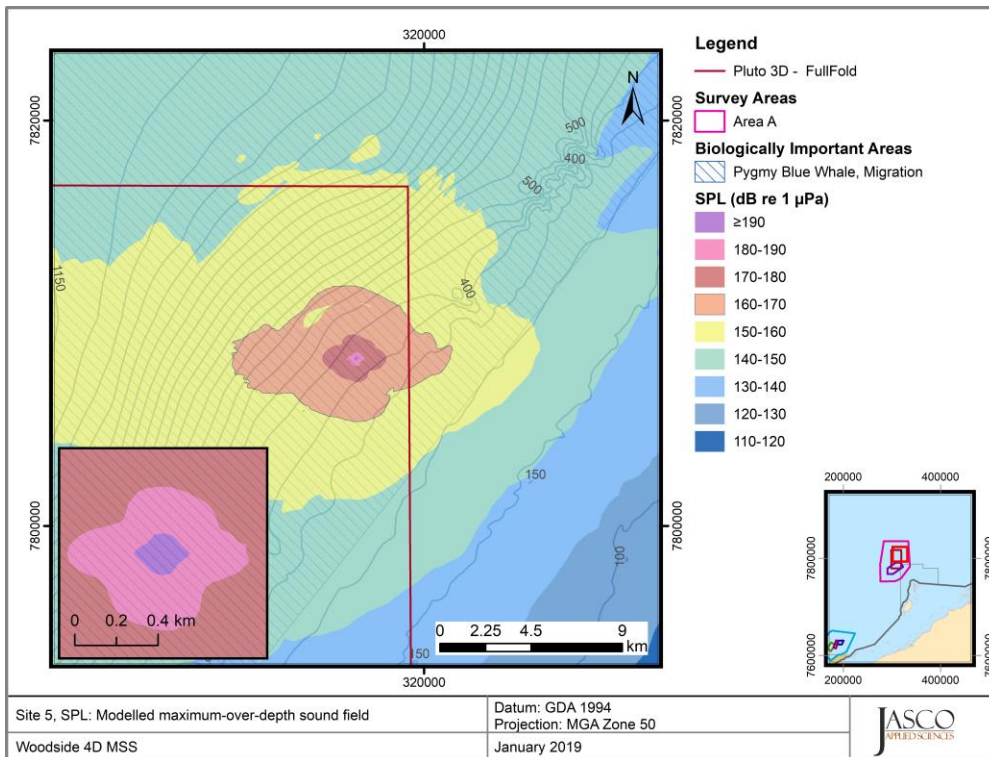 320000
7820000
7820000
7800000
7800000
320000
N
500
400
500
400
1150
150
100
150
0 0.2 0.4 km
0 2.25 4.5 9
km
Legend
Pluto 3D - FullFold
Survey Areas
Area A
Biologically Important Areas
Pygmy Blue Whale, Migration
SPL (dB re 1 µPa)
≥190
180-190
170-180
160-170
150-160
140-150
130-140
120-130
110-120
200000 400000
7800000
7800000
7600000
7600000
200000 400000
Site 5, SPL: Modelled maximum-over-depth sound field
Datum: GDA 1994
Projection: MGA Zone 50
Woodside 4D MSS
January 2019
JASCO
APPLIED SCIENCES